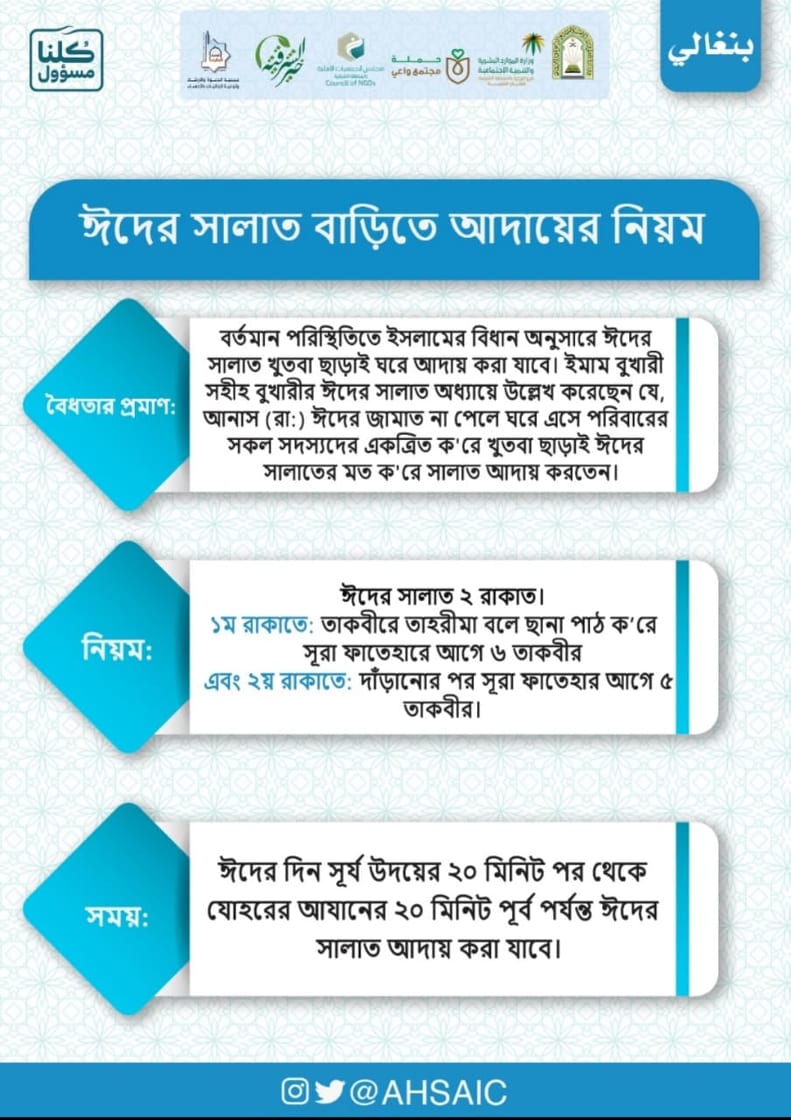 كلنا
مسؤول
Council of NGOs
حملة
مجتمع واعي
وزارة الموارد البشرية
والتنمية الاجتماعية
بنغالي
ঈদের সালাত বাড়িতে আদায়ের নিয়ম
বৈধতার প্রমাণ:
বর্তমান পরিস্থিতিতে ইসলামের বিধান অনুসারে ঈদের
সালাত খুতবা ছাড়াই ঘরে আদায় করা যাবে। ইমাম বুখারী
সহীহ বুখারীর ঈদের সালাত অধ্যায়ে উল্লেখ করেছেন যে,
আনাস (রা:) ঈদের জামাত না পেলে ঘরে এসে পরিবারের
সকল সদস্যদের একত্রিত ক'রে খুতবা ছাড়াই ঈদের
সালাতের মত ক'রে সালাত আদায় করতেন।
নিয়ম:
ঈদের সালাত ২ রাকাত।
১ম রাকাতে: তাকবীরে তাহরীমা বলে ছানা পাঠ ক’রে
সূরা ফাতেহারে আগে ৬ তাকবীর
এবং ২য় রাকাতে: দাঁড়ানোর পর সূরা ফাতেহার আগে ৫
তাকবীর।
সময়:
ঈদের দিন সূর্য উদয়ের ২০ মিনিট পর থেকে
যোহরের আযানের ২০ মিনিট পূর্ব পর্যন্ত ঈদের
সালাত আদায় করা যাবে।
@AHSAIC